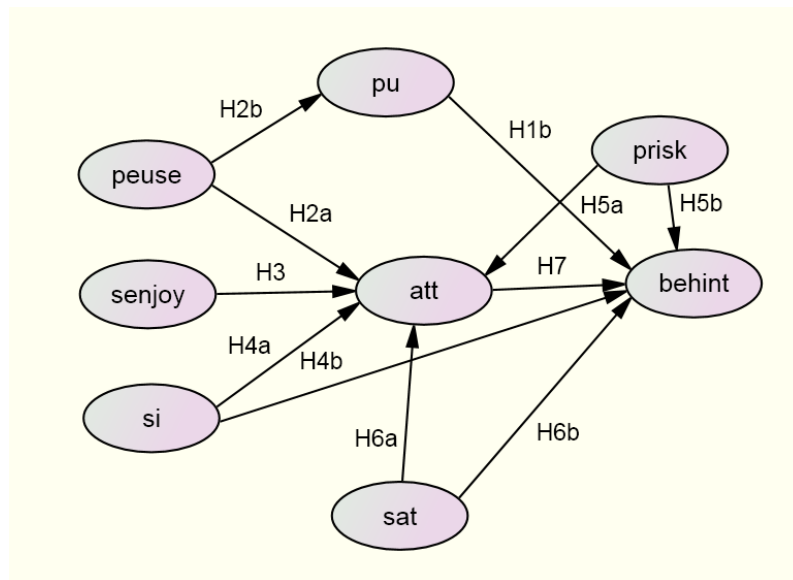 pu
H2b
H1b
prisk
peuse
H2a
H5a
H5b
H3
H7
senjoy
att
behint
H4a
H4b
si
H6a
H6b
sat